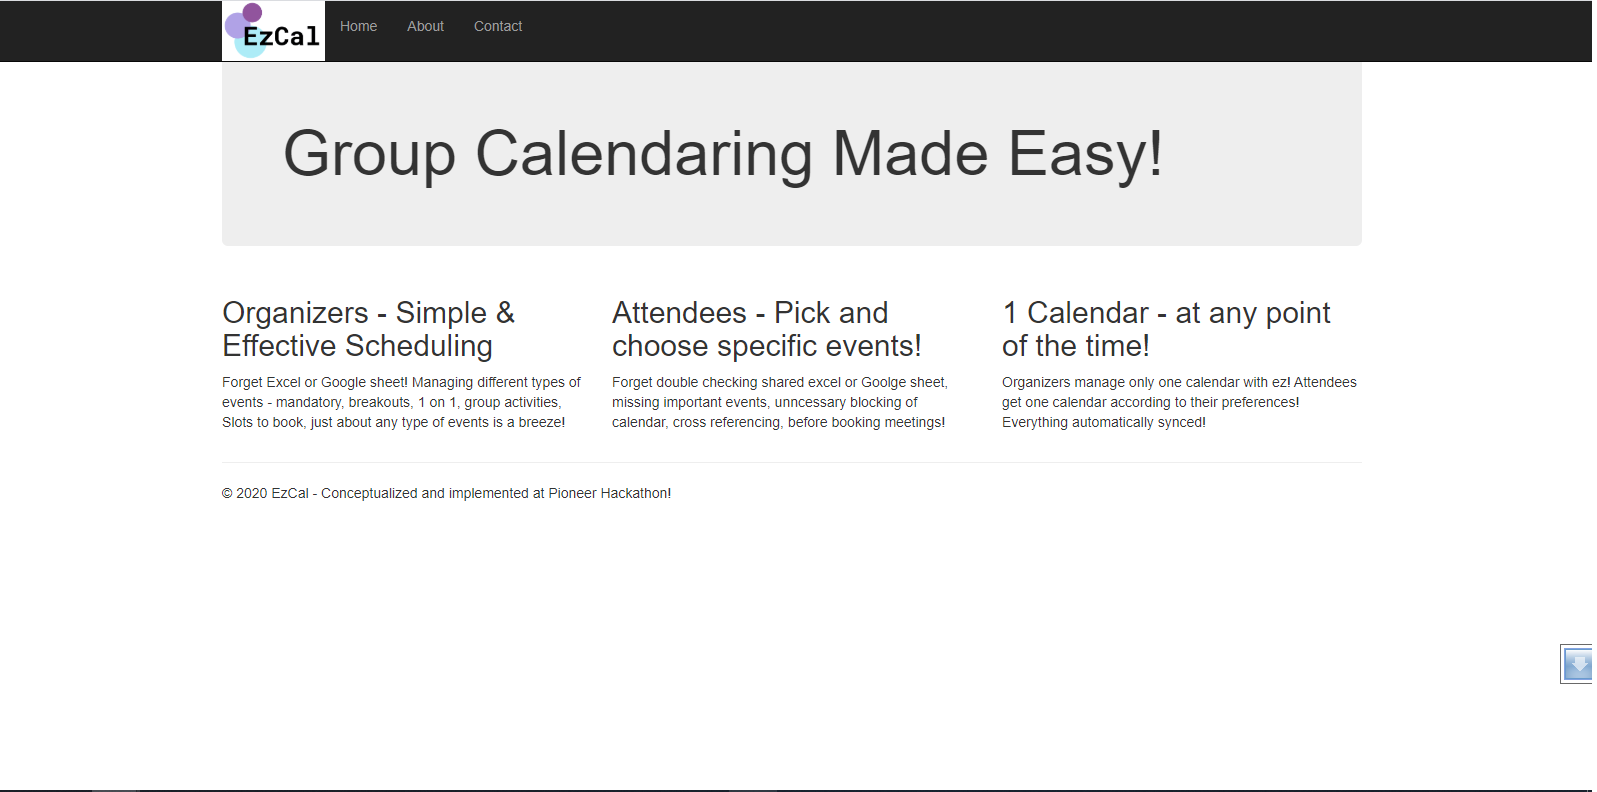 EzCal
Home About Contact
Group Calendaring Made Easy!
Organizers - Simple &
Effective Scheduling
Forget Excel or Google sheet! Managing different types of
events - mandatory, breakouts, 1 on 1, group activities,
Slots to book, just about any type of events is a breeze!
Attendees - Pick and
choose specific events!
Forget double checking shared excel or Goolge sheet,
missing important events, unncessary blocking of
calendar, cross referencing, before booking meetings!
1 Calendar - at any point
of the time!
Organizers manage only one calendar with ez! Attendees
get one calendar according to their preferences!
Everything automatically synced!
© 2020 EzCal - Conceptualized and implemented at Pioneer Hackathon!